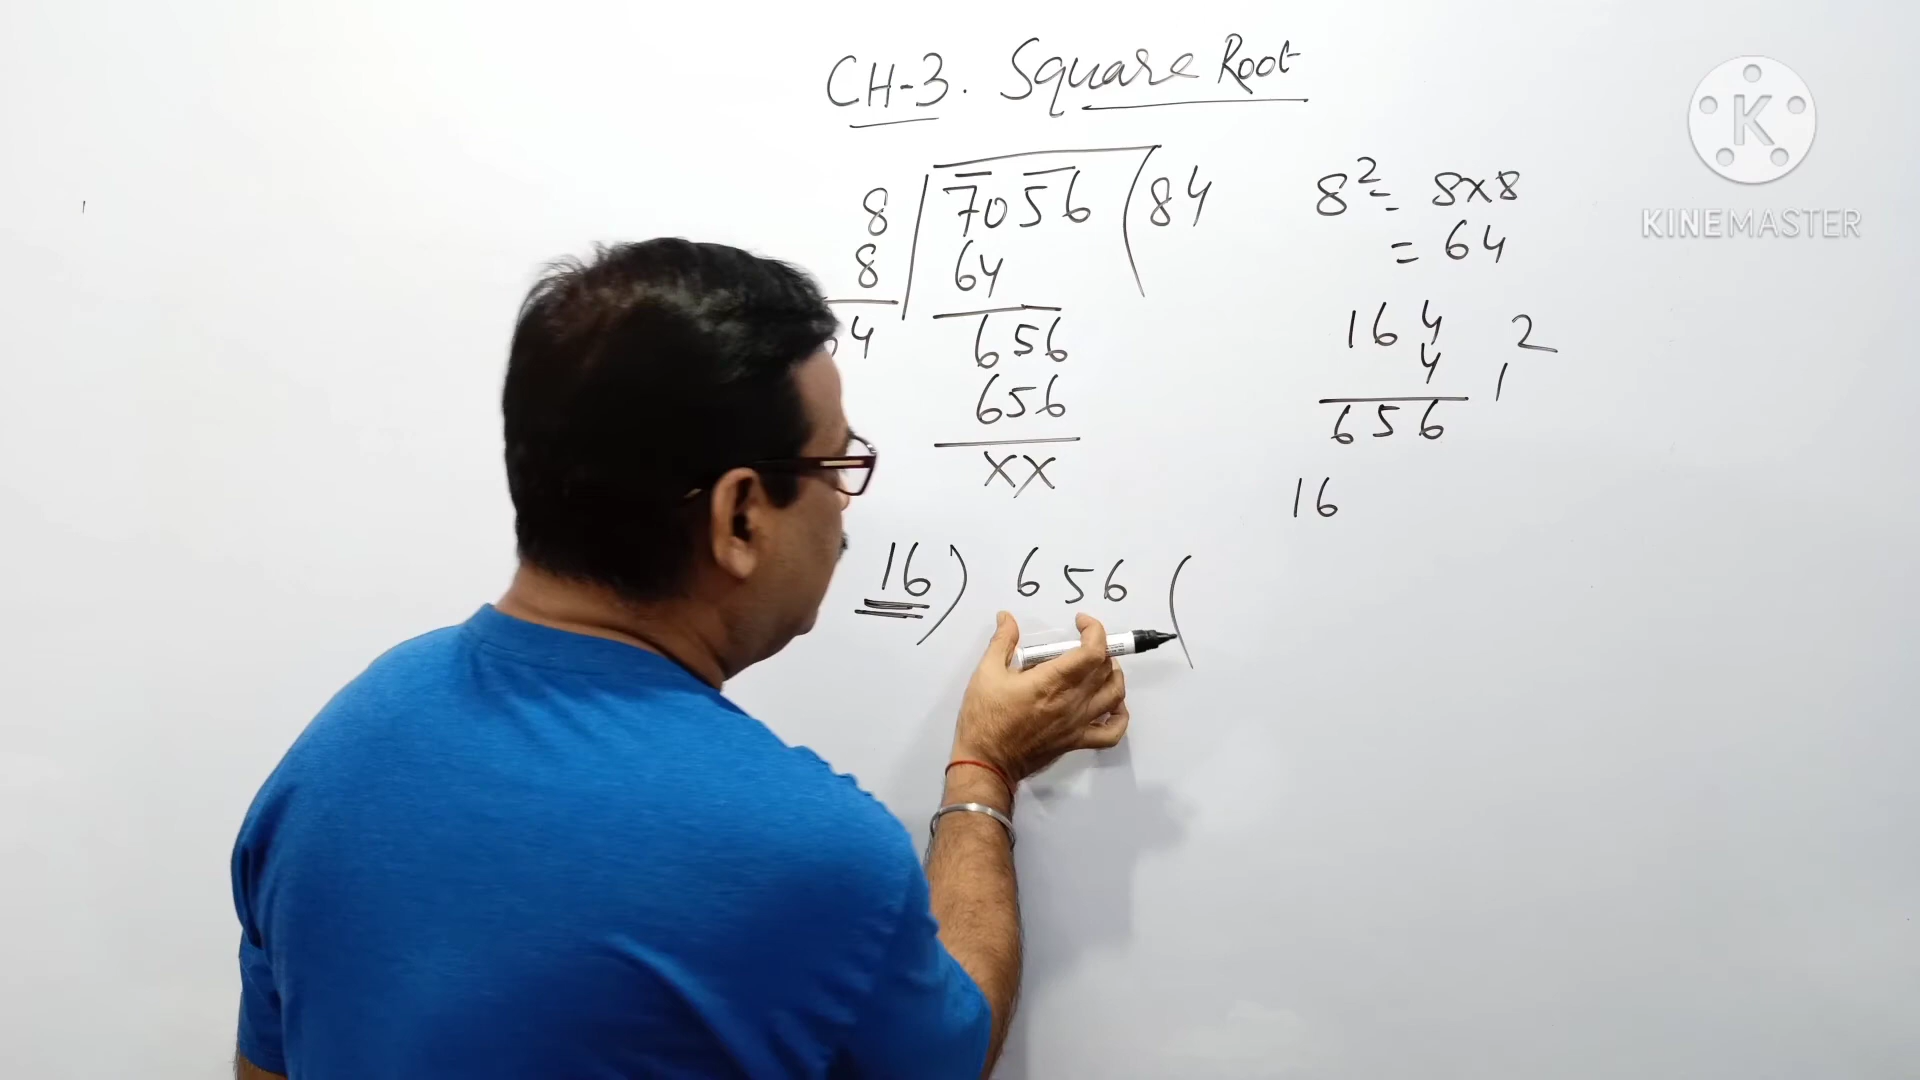 CH-3. Square Root
8 7056 ( 84
8 64
4 656
656
XX
8² = 8x8
= 64
164
4
656
2
1
16
16 ) 656 (
K
KINEMASTER